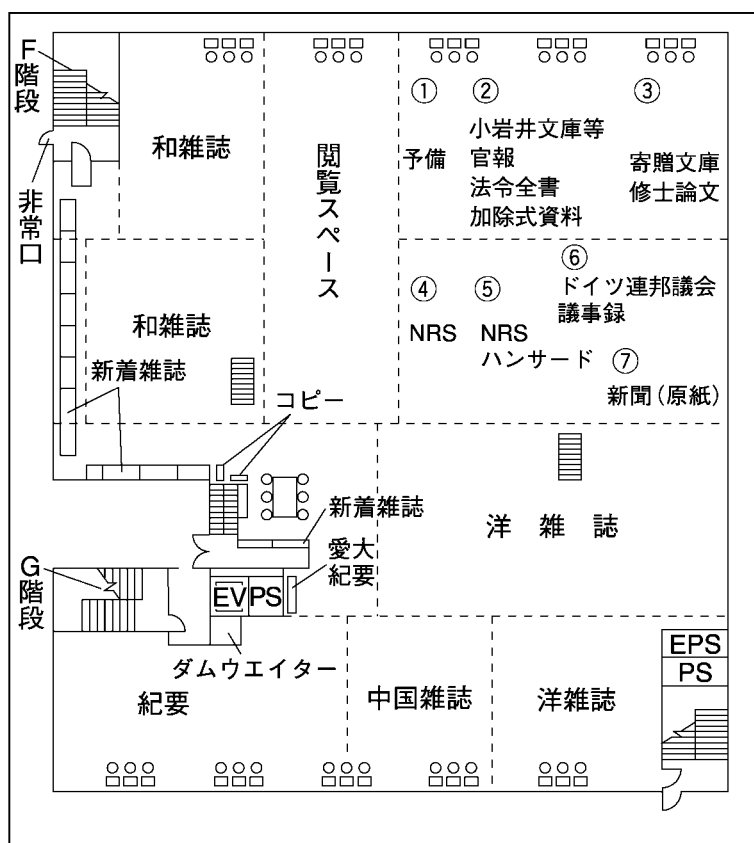 F階段
非常口
和雑誌
閲覧スペース
①
予備
②
小岩井文庫等
官報
法令全書
加除式資料
③
寄贈文庫
修士論文
和雑誌
新着雑誌
コピー
④
NRS
⑤
NRS
ハンサード
⑥
ドイツ連邦議会
議事録
⑦
新聞(原紙)
新着雑誌
洋雑誌
愛大
紀要
G階段
EV
PS
ダムウエイター
紀要
中国雑誌
洋雑誌
EPS
PS